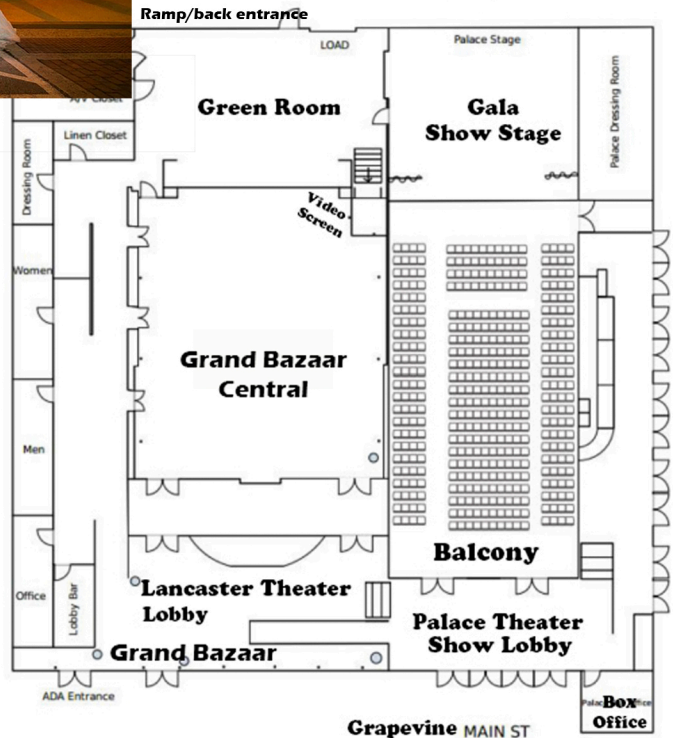 Ramp/back entrance
LOAD
Palace Stage
A/V Closet
Green Room
Gala
Show Stage
Palace Dressing Room
Linen Closet
Dressing Room
Video
Screen
Women
Grand Bazaar
Central
Men
Balcony
Office
Lobby Bar
Lancaster Theater
Lobby
Palace Theater
Show Lobby
Grand Bazaar
ADA Entrance
Box
Office
Grapevine MAIN ST